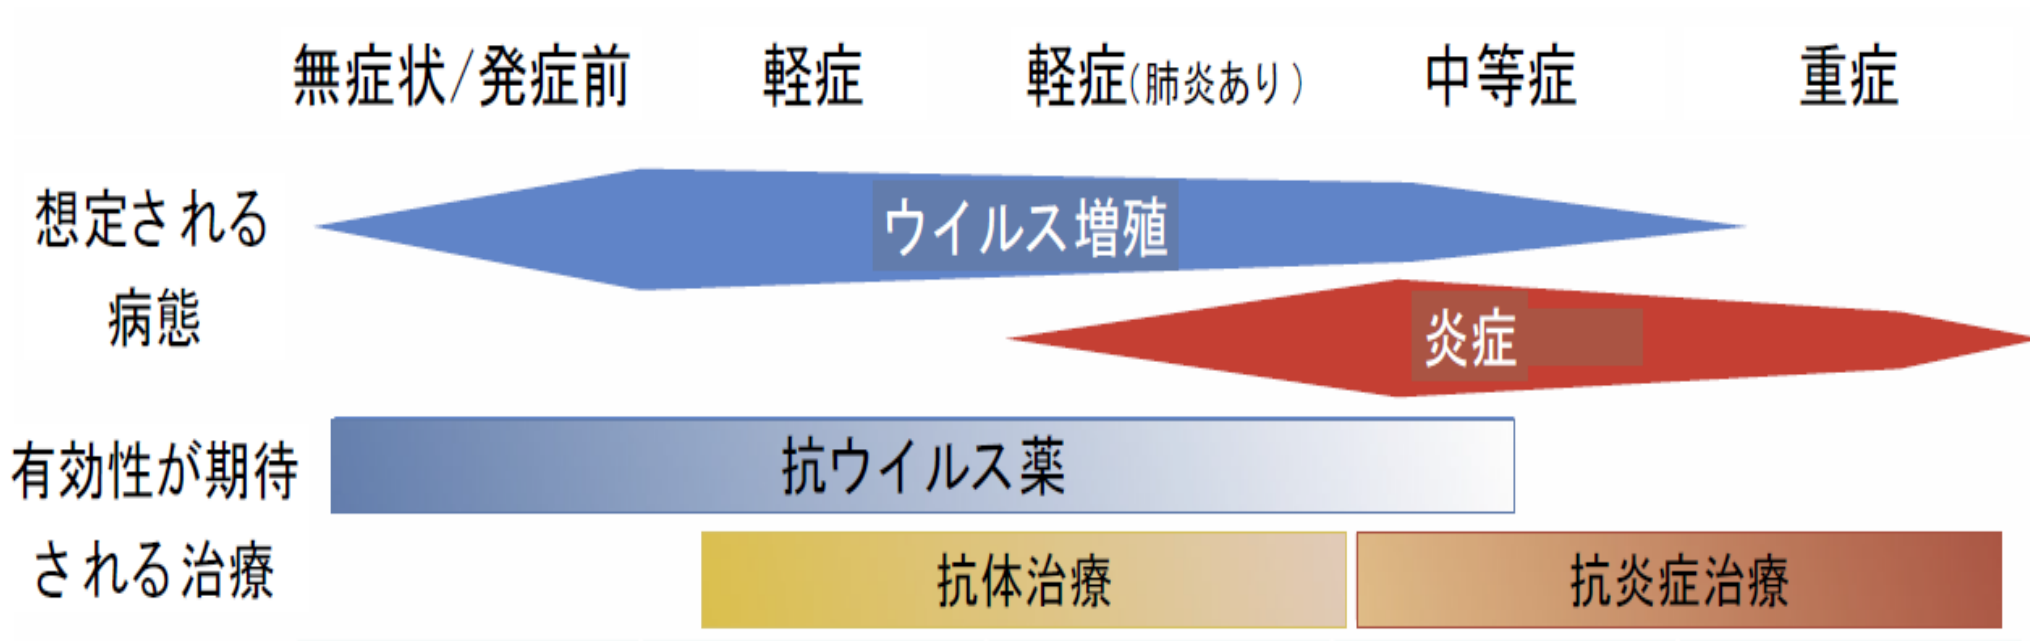 無症状/発症前 軽症 軽症(肺炎あり) 中等症 重症
想定される
病態
ウイルス増殖
炎症
有効性が期待
される治療
抗ウイルス薬
抗体治療 抗炎症治療